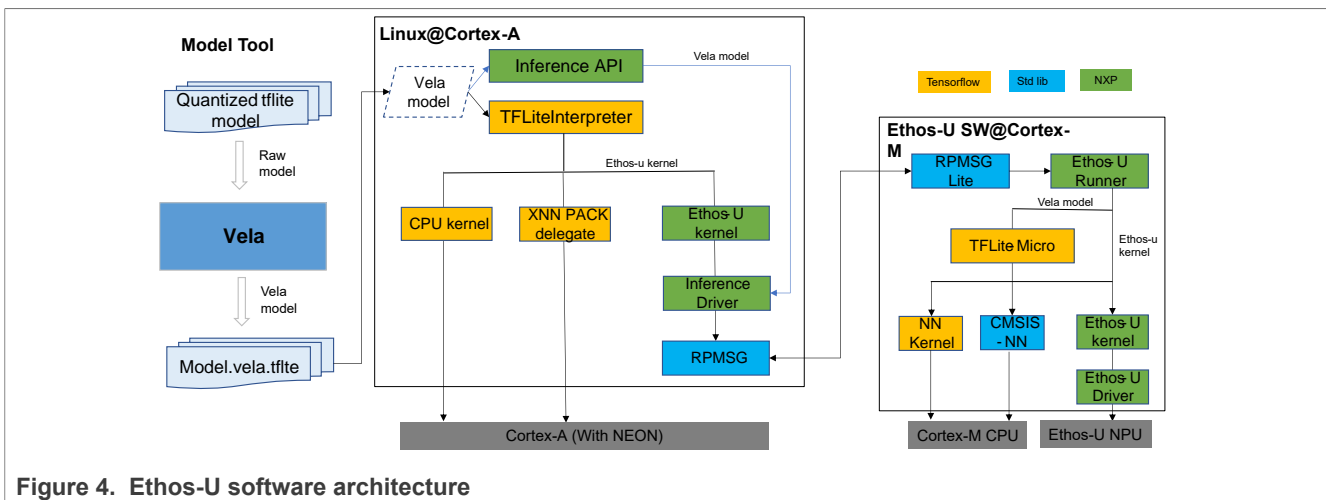 Model Tool
Quantized tflite
model
Raw
model
Vela
Vela
model
Model.vela.tflte
Linux@Cortex-A
Vela
model
Inference API
Vela model
TFLiteInterpreter
Ethos-u kernel
CPU kernel
XNN PACK
delegate
Ethos-U
kernel
Inference
Driver
RPMSG
Cortex-A (With NEON)
Tensorflow
Std lib
NXP
Ethos-U SW@Cortex-
M
RPMSG
Lite
Ethos-U
Runner
Vela model
TFLite Micro
Ethos-u
kernel
NN
Kernel
CMSIS
-NN
Ethos-U
kernel
Ethos-U
Driver
Cortex-M CPU
Ethos-U NPU
Figure 4. Ethos-U software architecture